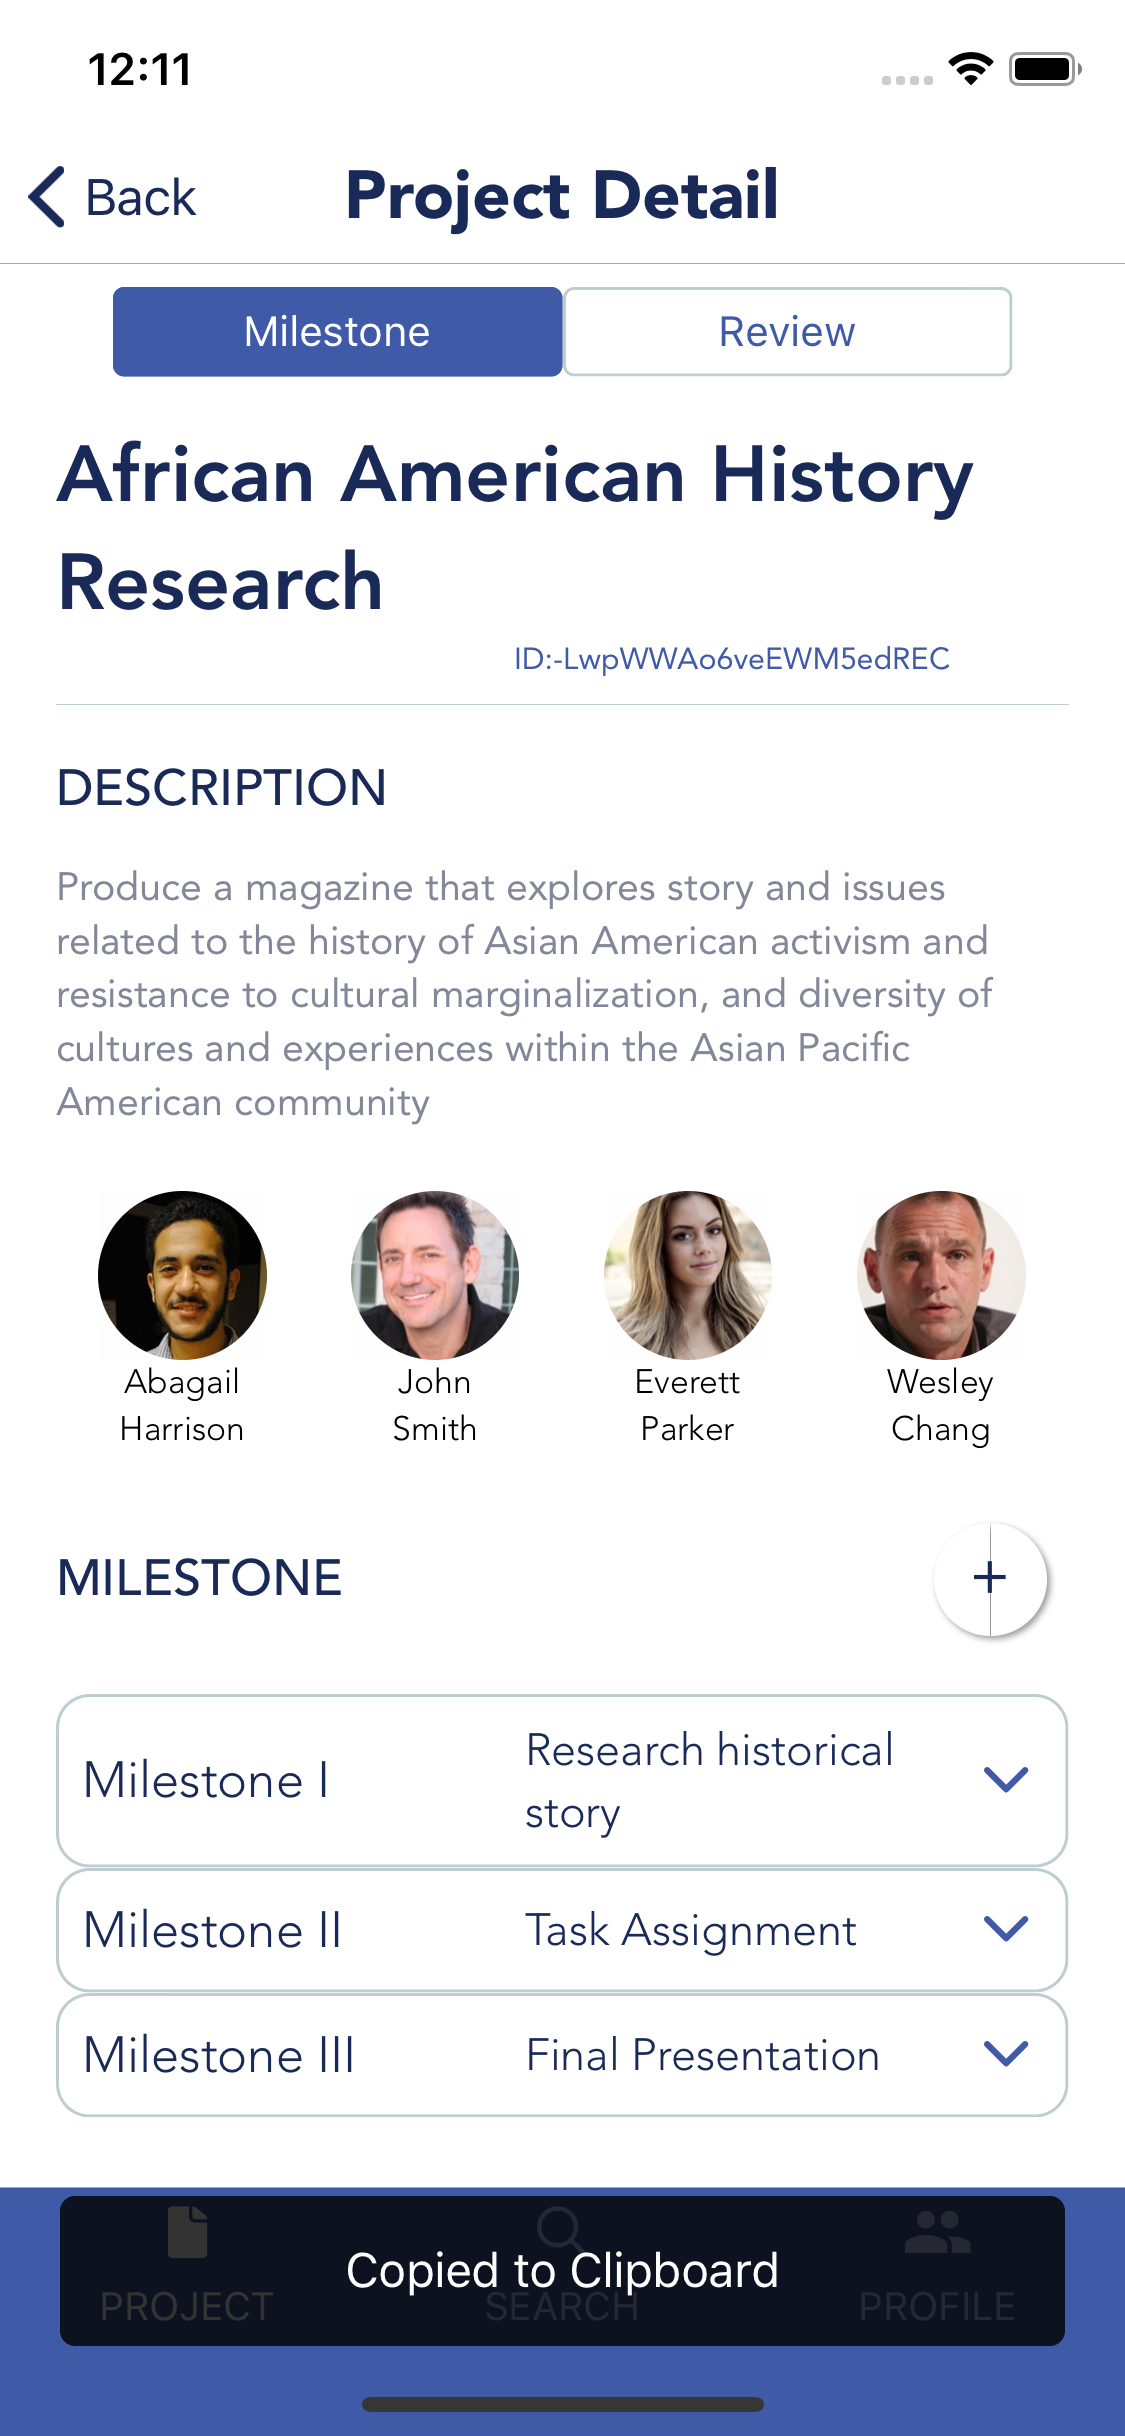 12:11
Back
Project Detail
Milestone
Review
African American History
Research
ID:-LwpWWAo6veEWM5edREC
DESCRIPTION
Produce a magazine that explores story and issues
related to the history of Asian American activism and
resistance to cultural marginalization, and diversity of
cultures and experiences within the Asian Pacific
American community
Abagail
Harrison
John
Smith
Everett
Parker
Wesley
Chang
MILESTONE
+
Milestone I
Research historical
story
Milestone II
Task Assignment
Milestone III
Final Presentation
Copied to Clipboard
PROJECT
SEARCH
PROFILE